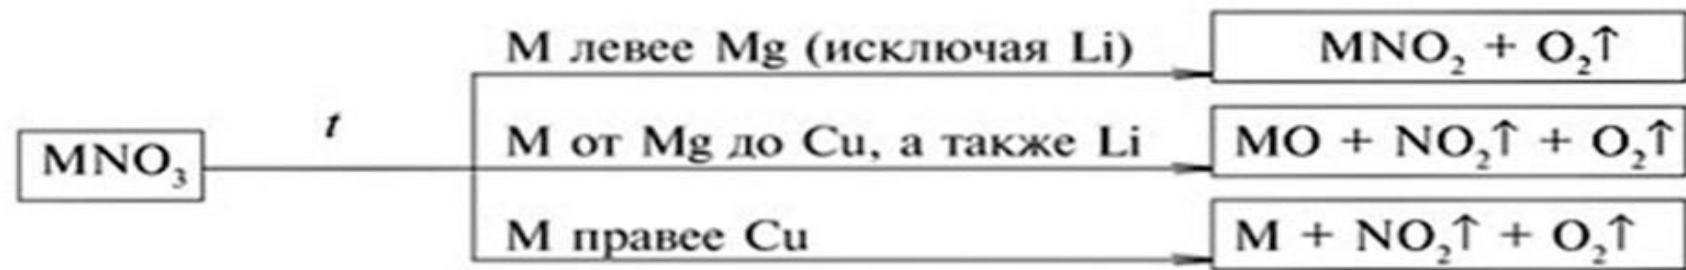 М левее Mg (исключая Li)
MNO₂ + O₂↑
t
MNO₃
М от Mg до Cu, а также Li
MO + NO₂↑ + O₂↑
М правее Cu
M + NO₂↑ + O₂↑